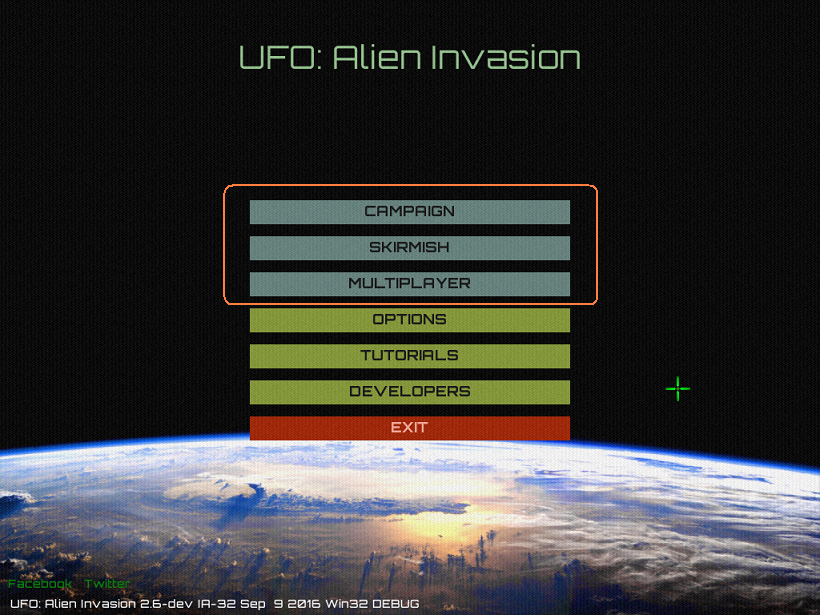 UFO: Alien Invasion
CAMPAIGN
SKIRMISH
MULTIPLAYER
OPTIONS
TUTORIALS
DEVELOPERS
EXIT
Facebook Twitter
UFO: Alien Invasion 2.6-dev IA-32 Sep 9 2016 Win32 DEBUG